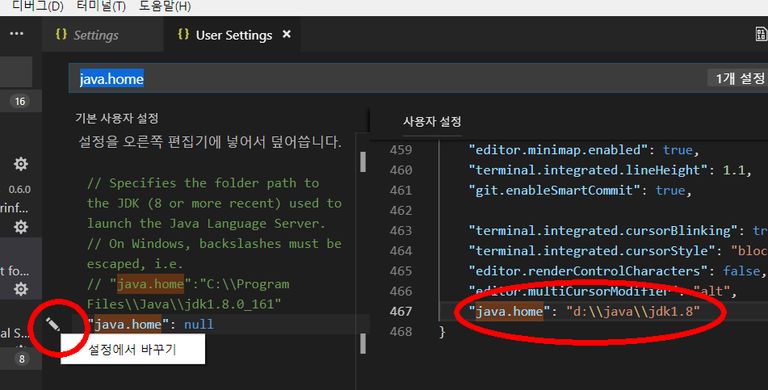 디버그(D) 터미널(T) 도움말(H)
{ } Settings
{ } User Settings ×
java.home
1개 설정
16
0.6.0
8
기본 사용자 설정
설정을 오른쪽 편집기에 넣어서 덮어씁니다.
// Specifies the folder path to
the JDK (8 or more recent) used to
launch the Java Language Server.
// On Windows, backslashes must be
escaped, i.e.
// "java.home":"C:\\Program
Files\\Java\\jdk1.8.0_161"
"java.home": null
설정에서 바꾸기
사용자 설정
459 "editor.minimap.enabled": true,
460 "terminal.integrated.lineHeight": 1.1,
461 "git.enableSmartCommit": true,
462
463 "terminal.integrated.cursorBlinking": tr
464 "terminal.integrated.cursorStyle": "bloc
465 "editor.renderControlCharacters": false,
466 "editor.multiCursorModifier": "alt",
467 "java.home": "d:\\java\\jdk1.8"
468 }